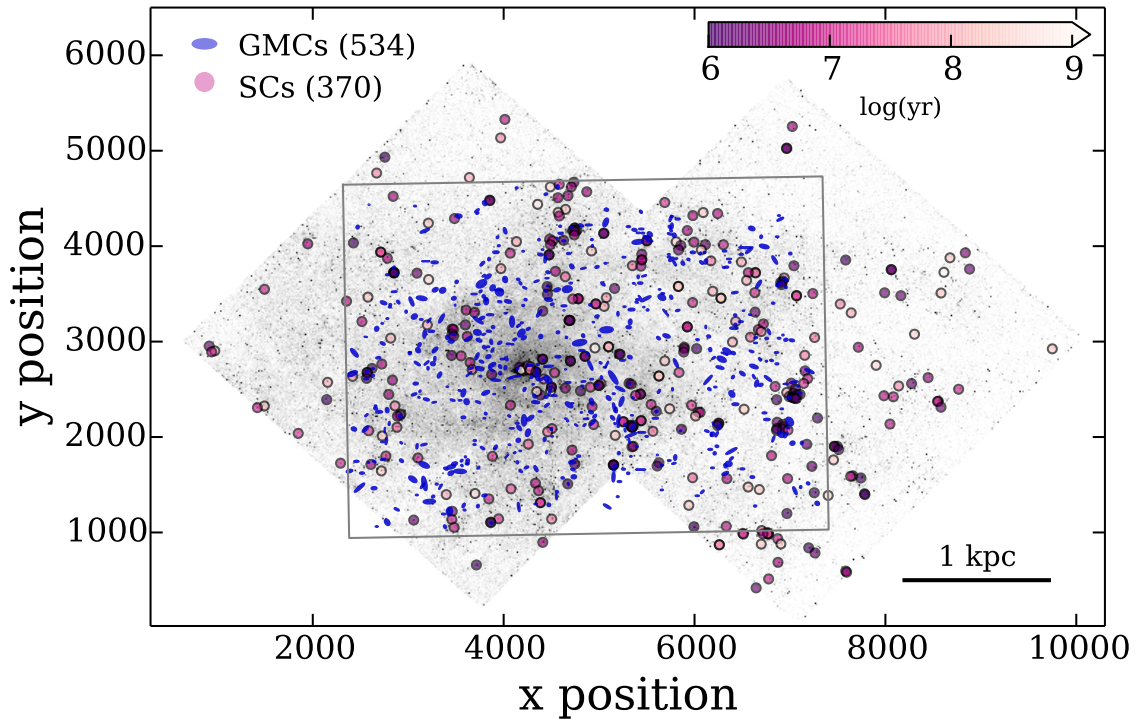 GMCs (534)
SCs (370)
6 7 8 9
log(yr)
6000
5000
4000
3000
2000
1000
y position
1 kpc
2000 4000 6000 8000 10000
x position